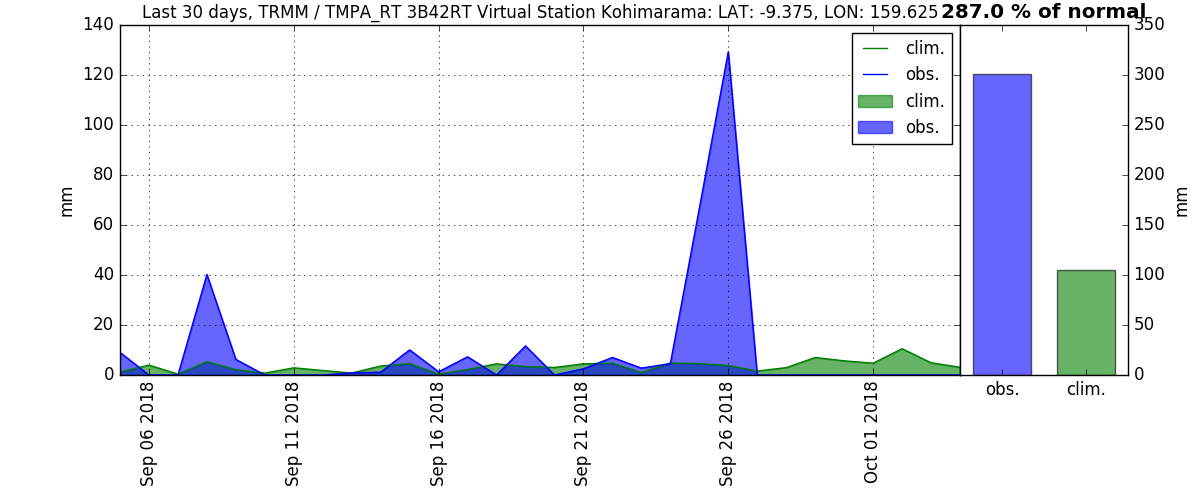 Last 30 days, TRMM / TMPA_RT 3B42RT Virtual Station Kohimarama: LAT: -9.375, LON: 159.625
287.0 % of normal
140
120
100
80
60
40
20
0
mm
clim.
obs.
clim.
obs.
Sep 06 2018
Sep 11 2018
Sep 16 2018
Sep 21 2018
Sep 26 2018
Oct 01 2018
350
300
250
200
150
100
50
0
mm
obs.
clim.